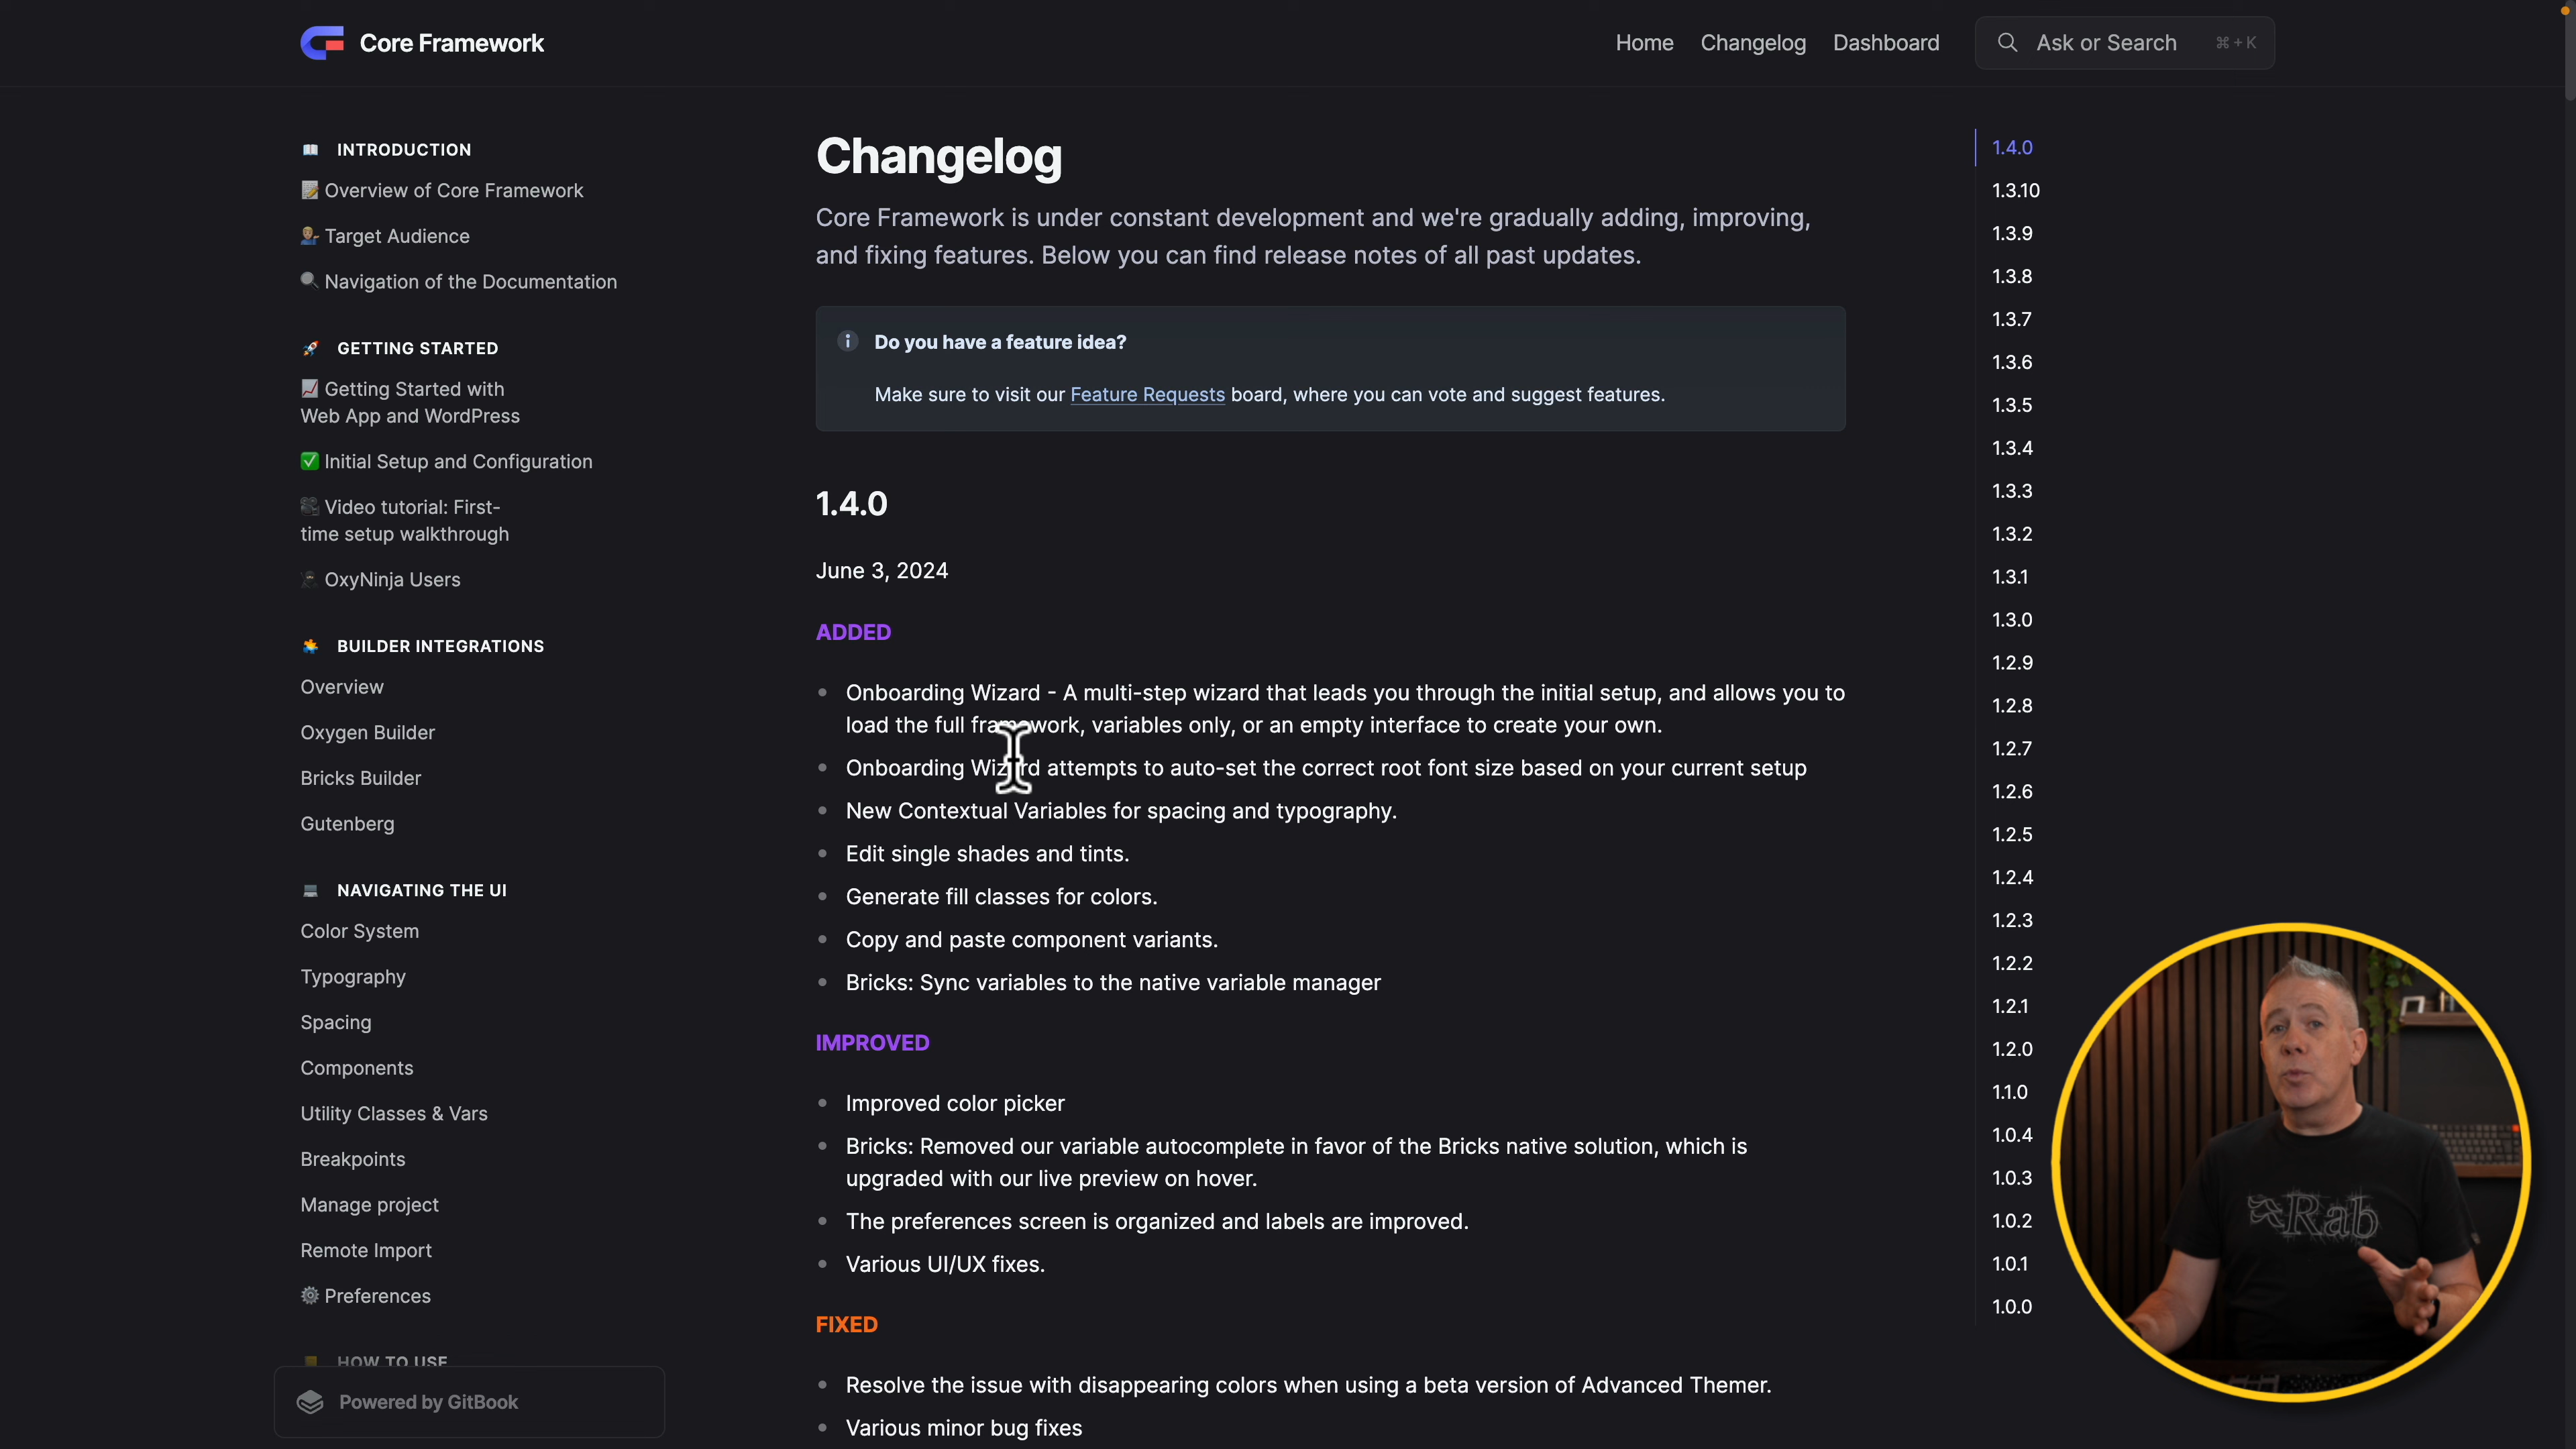 Core Framework
Home
Changelog
Dashboard
Ask or Search
⌘+K
INTRODUCTION
Overview of Core Framework
Target Audience
Navigation of the Documentation
GETTING STARTED
Getting Started with
Web App and WordPress
Initial Setup and Configuration
Video tutorial: First-
time setup walkthrough
OxyNinja Users
BUILDER INTEGRATIONS
Overview
Oxygen Builder
Bricks Builder
Gutenberg
NAVIGATING THE UI
Color System
Typography
Spacing
Components
Utility Classes & Vars
Breakpoints
Manage project
Remote Import
Preferences
HOW TO USE
Powered by GitBook
Changelog
Core Framework is under constant development and we're gradually adding, improving,
and fixing features. Below you can find release notes of all past updates.
Do you have a feature idea?
Make sure to visit our Feature Requests board, where you can vote and suggest features.
1.4.0
June 3, 2024
ADDED
Onboarding Wizard - A multi-step wizard that leads you through the initial setup, and allows you to
load the full framework, variables only, or an empty interface to create your own.
Onboarding Wizard attempts to auto-set the correct root font size based on your current setup
New Contextual Variables for spacing and typography.
Edit single shades and tints.
Generate fill classes for colors.
Copy and paste component variants.
Bricks: Sync variables to the native variable manager
IMPROVED
Improved color picker
Bricks: Removed our variable autocomplete in favor of the Bricks native solution, which is
upgraded with our live preview on hover.
The preferences screen is organized and labels are improved.
Various UI/UX fixes.
FIXED
Resolve the issue with disappearing colors when using a beta version of Advanced Themer.
Various minor bug fixes
1.4.0
1.3.10
1.3.9
1.3.8
1.3.7
1.3.6
1.3.5
1.3.4
1.3.3
1.3.2
1.3.1
1.3.0
1.2.9
1.2.8
1.2.7
1.2.6
1.2.5
1.2.4
1.2.3
1.2.2
1.2.1
1.2.0
1.1.0
1.0.4
1.0.3
1.0.2
1.0.1
1.0.0
Rab